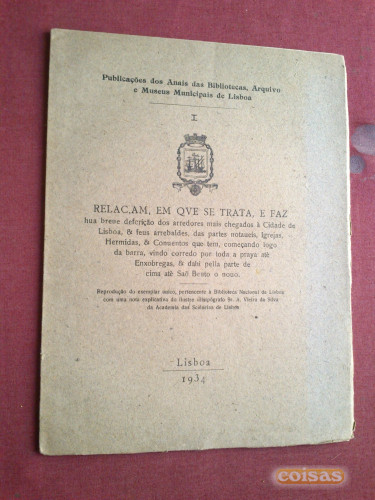 Publicações dos Anais das Bibliotecas, Arquivo
e Museus Municipais de Lisboa
I
RELAC,AM, EM QVE SE TRATA, E FAZ
hua breue descrição dos arredores mais chegados à Cidade de
Lisboa, & seus arrebaldes, das partes notaueis, Igrejas,
Hermidas, & Conuentos que tem, começando logo
da barra, vindo corredo por toda a praya até
Enxobregas, & dahi pella parte de
cima até Saõ Bento o nouo.
Reprodução do exemplar único, pertencente à Biblioteca Nacional de Lisboa
com uma nota explicativa do ilustre olisipógrafo Sr. A. Vieira da Silva
da Academia das Sciências de Lisboa
Lisboa
1934
coisas